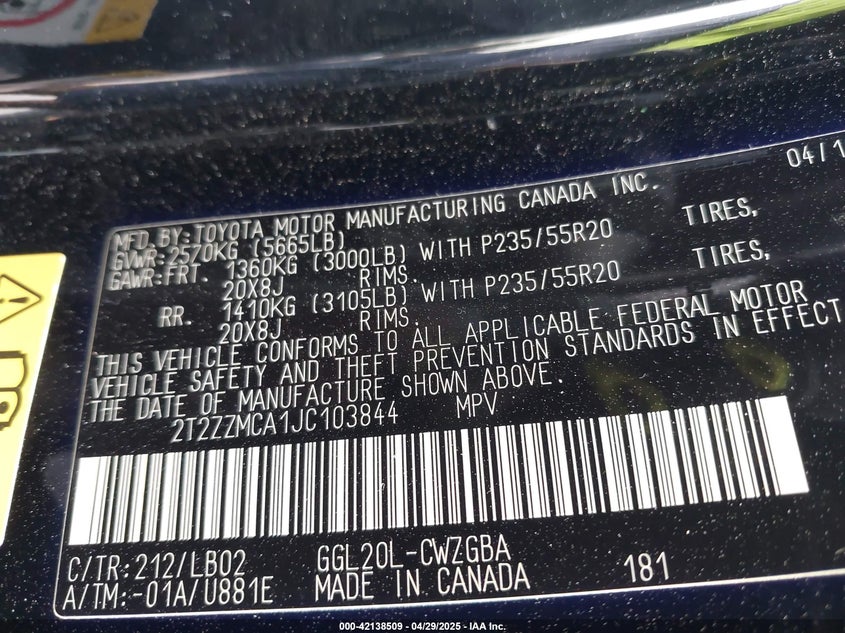 04/1
MFD.BY:TOYOTA MOTOR MANUFACTURING CANADA INC.
GVWR:2570KG (5665LB)
GAWR:FRT. 1360KG (3000LB) WITH P235/55R20 TIRES,
20X8J RIMS.
RR. 1410KG (3105LB) WITH P235/55R20 TIRES,
20X8J RIMS.
THIS VEHICLE CONFORMS TO ALL APPLICABLE FEDERAL MOTOR
VEHICLE SAFETY AND THEFT PREVENTION STANDARDS IN EFFECT
THE DATE OF MANUFACTURE SHOWN ABOVE.
2T2ZZMCA1JC103844 MPV
C/TR:212/LB02 GGL20L-CWZGBA
A/TM:-01A/U881E MADE IN CANADA 181
000-42138509 - 04/29/2025 - IAA Inc.